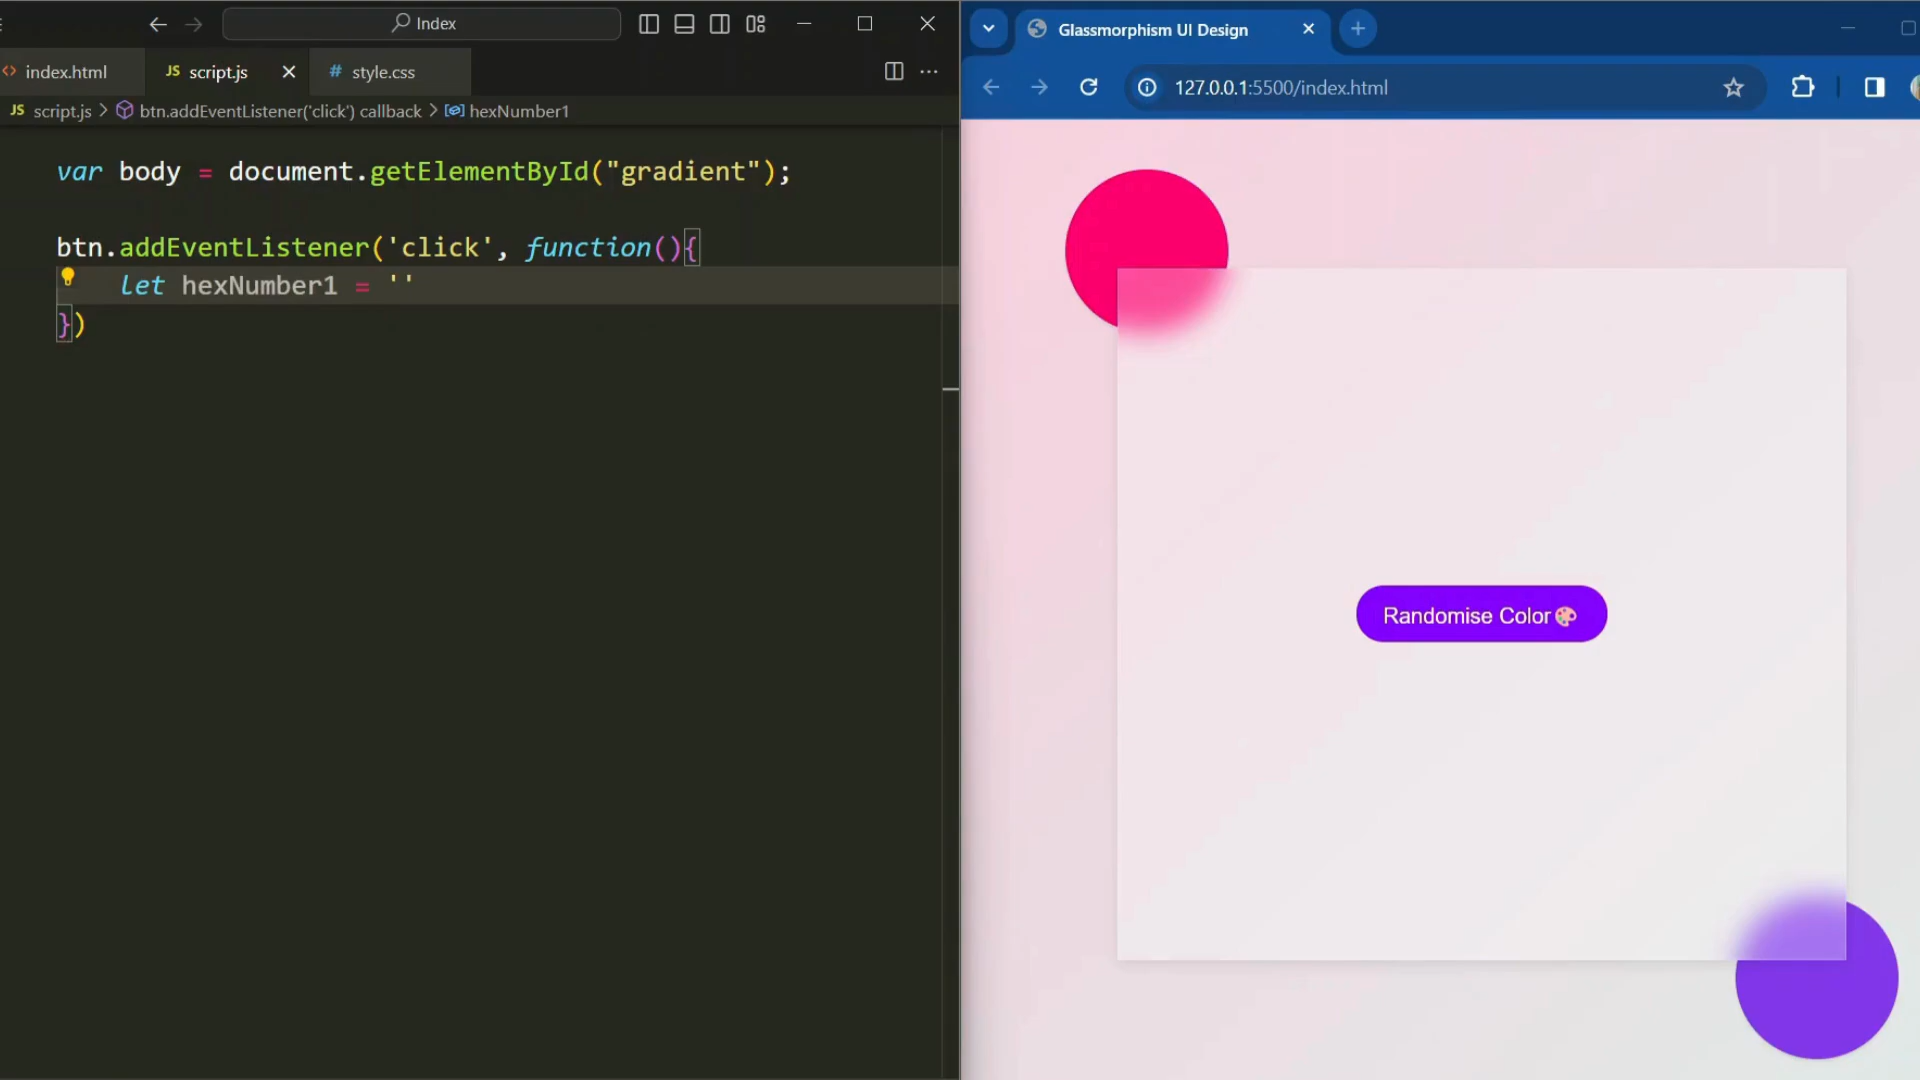 Index
index.html
JS script.js
# style.css
JS script.js > btn.addEventListener('click') callback > hexNumber1
var body = document.getElementById("gradient");
btn.addEventListener('click', function(){
let hexNumber1 = ''
})
Glassmorphism UI Design
127.0.0.1:5500/index.html
Randomise Color🎨